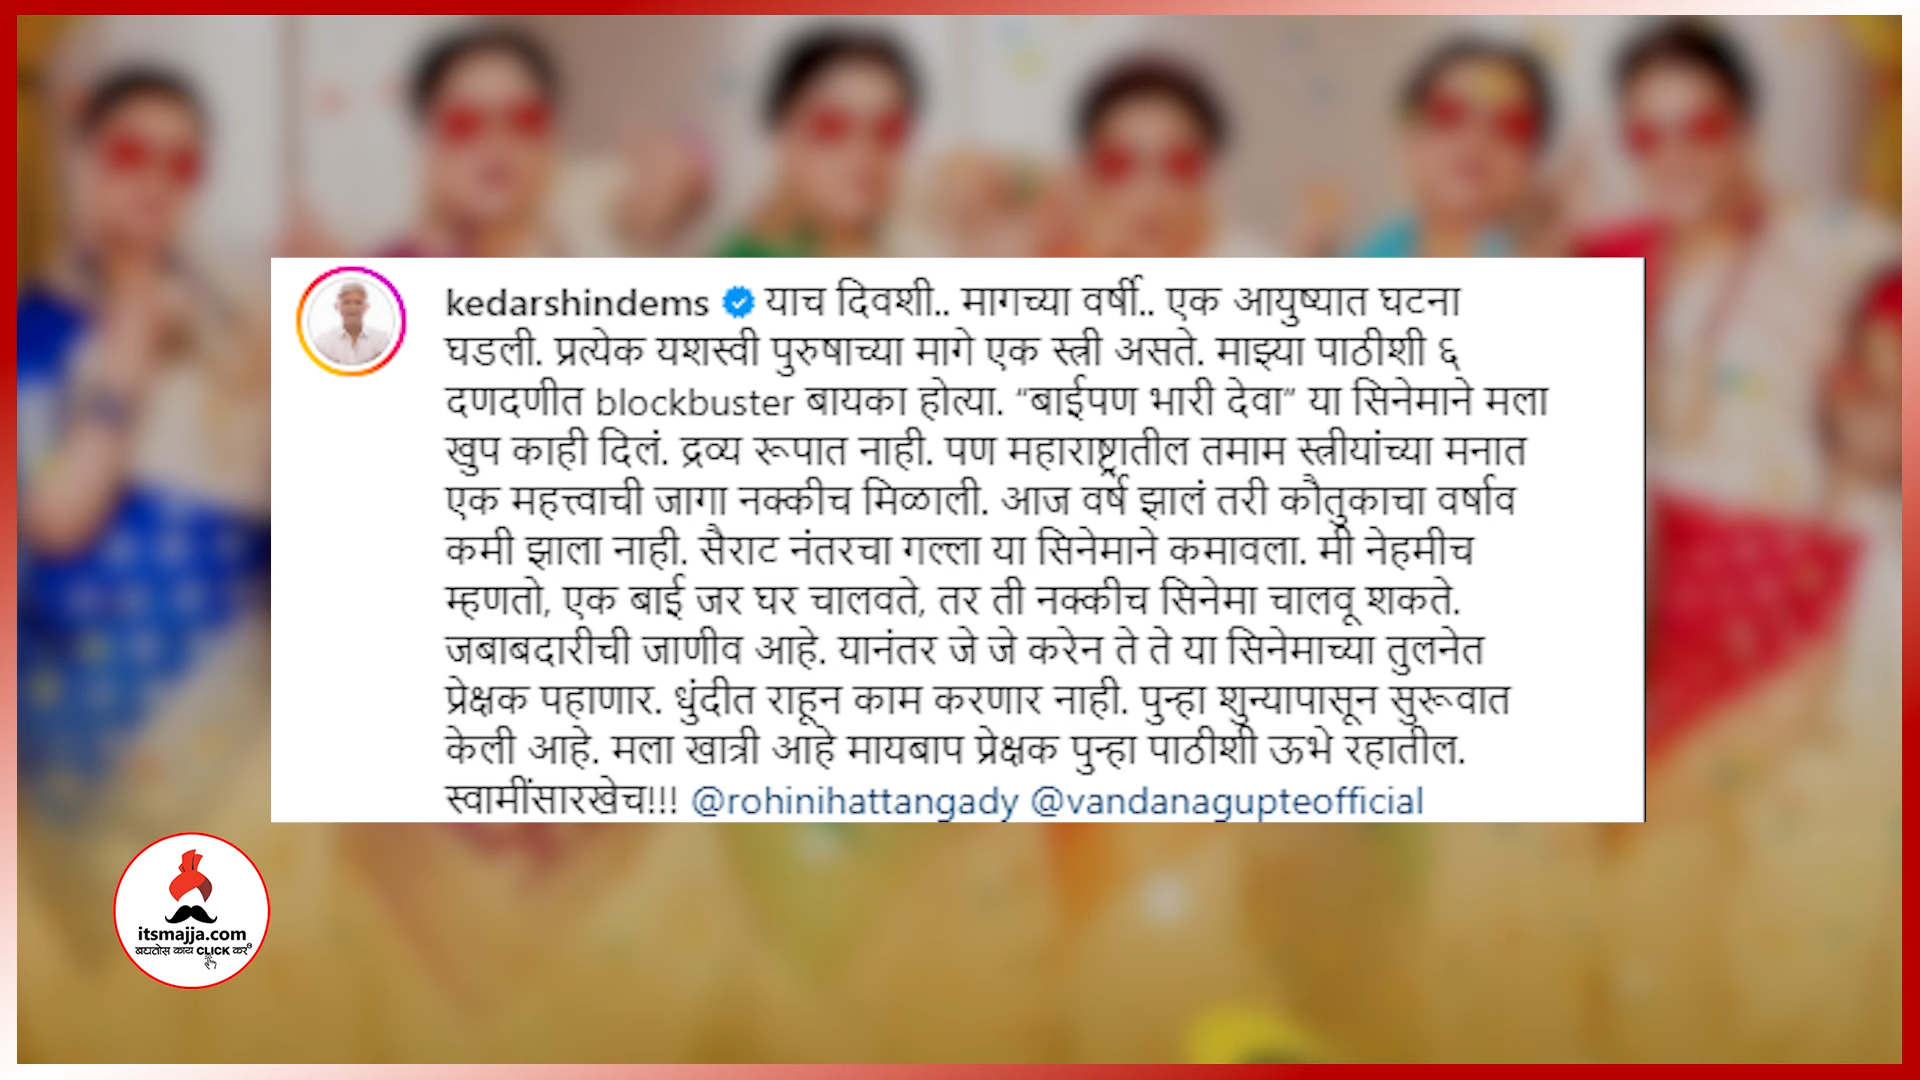 kedarshindems याच दिवशी.. मागच्या वर्षी.. एक आयुष्यात घटना
घडली. प्रत्येक यशस्वी पुरुषाच्या मागे एक स्त्री असते. माझ्या पाठीशी ६
दणदणीत blockbuster बायका होत्या. “बाईपण भारी देवा” या सिनेमाने मला
खुप काही दिलं. द्रव्य रूपात नाही. पण महाराष्ट्रातील तमाम स्त्रीयांच्या मनात
एक महत्त्वाची जागा नक्कीच मिळाली. आज वर्ष झालं तरी कौतुकाचा वर्षाव
कमी झाला नाही. सैराट नंतरचा गल्ला या सिनेमाने कमावला. मी नेहमीच
म्हणतो, एक बाई जर घर चालवते, तर ती नक्कीच सिनेमा चालवू शकते.
जबाबदारीची जाणीव आहे. यानंतर जे जे करेन ते ते या सिनेमाच्या तुलनेत
प्रेक्षक पहाणार. धुंदीत राहून काम करणार नाही. पुन्हा शुन्यापासून सुरूवात
केली आहे. मला खात्री आहे मायबाप प्रेक्षक पुन्हा पाठीशी ऊभे रहातील.
स्वामींसारखेच!!! @rohinihattangady @vandanagupteofficial
itsmajja.com
बघतोस काय CLICK कर